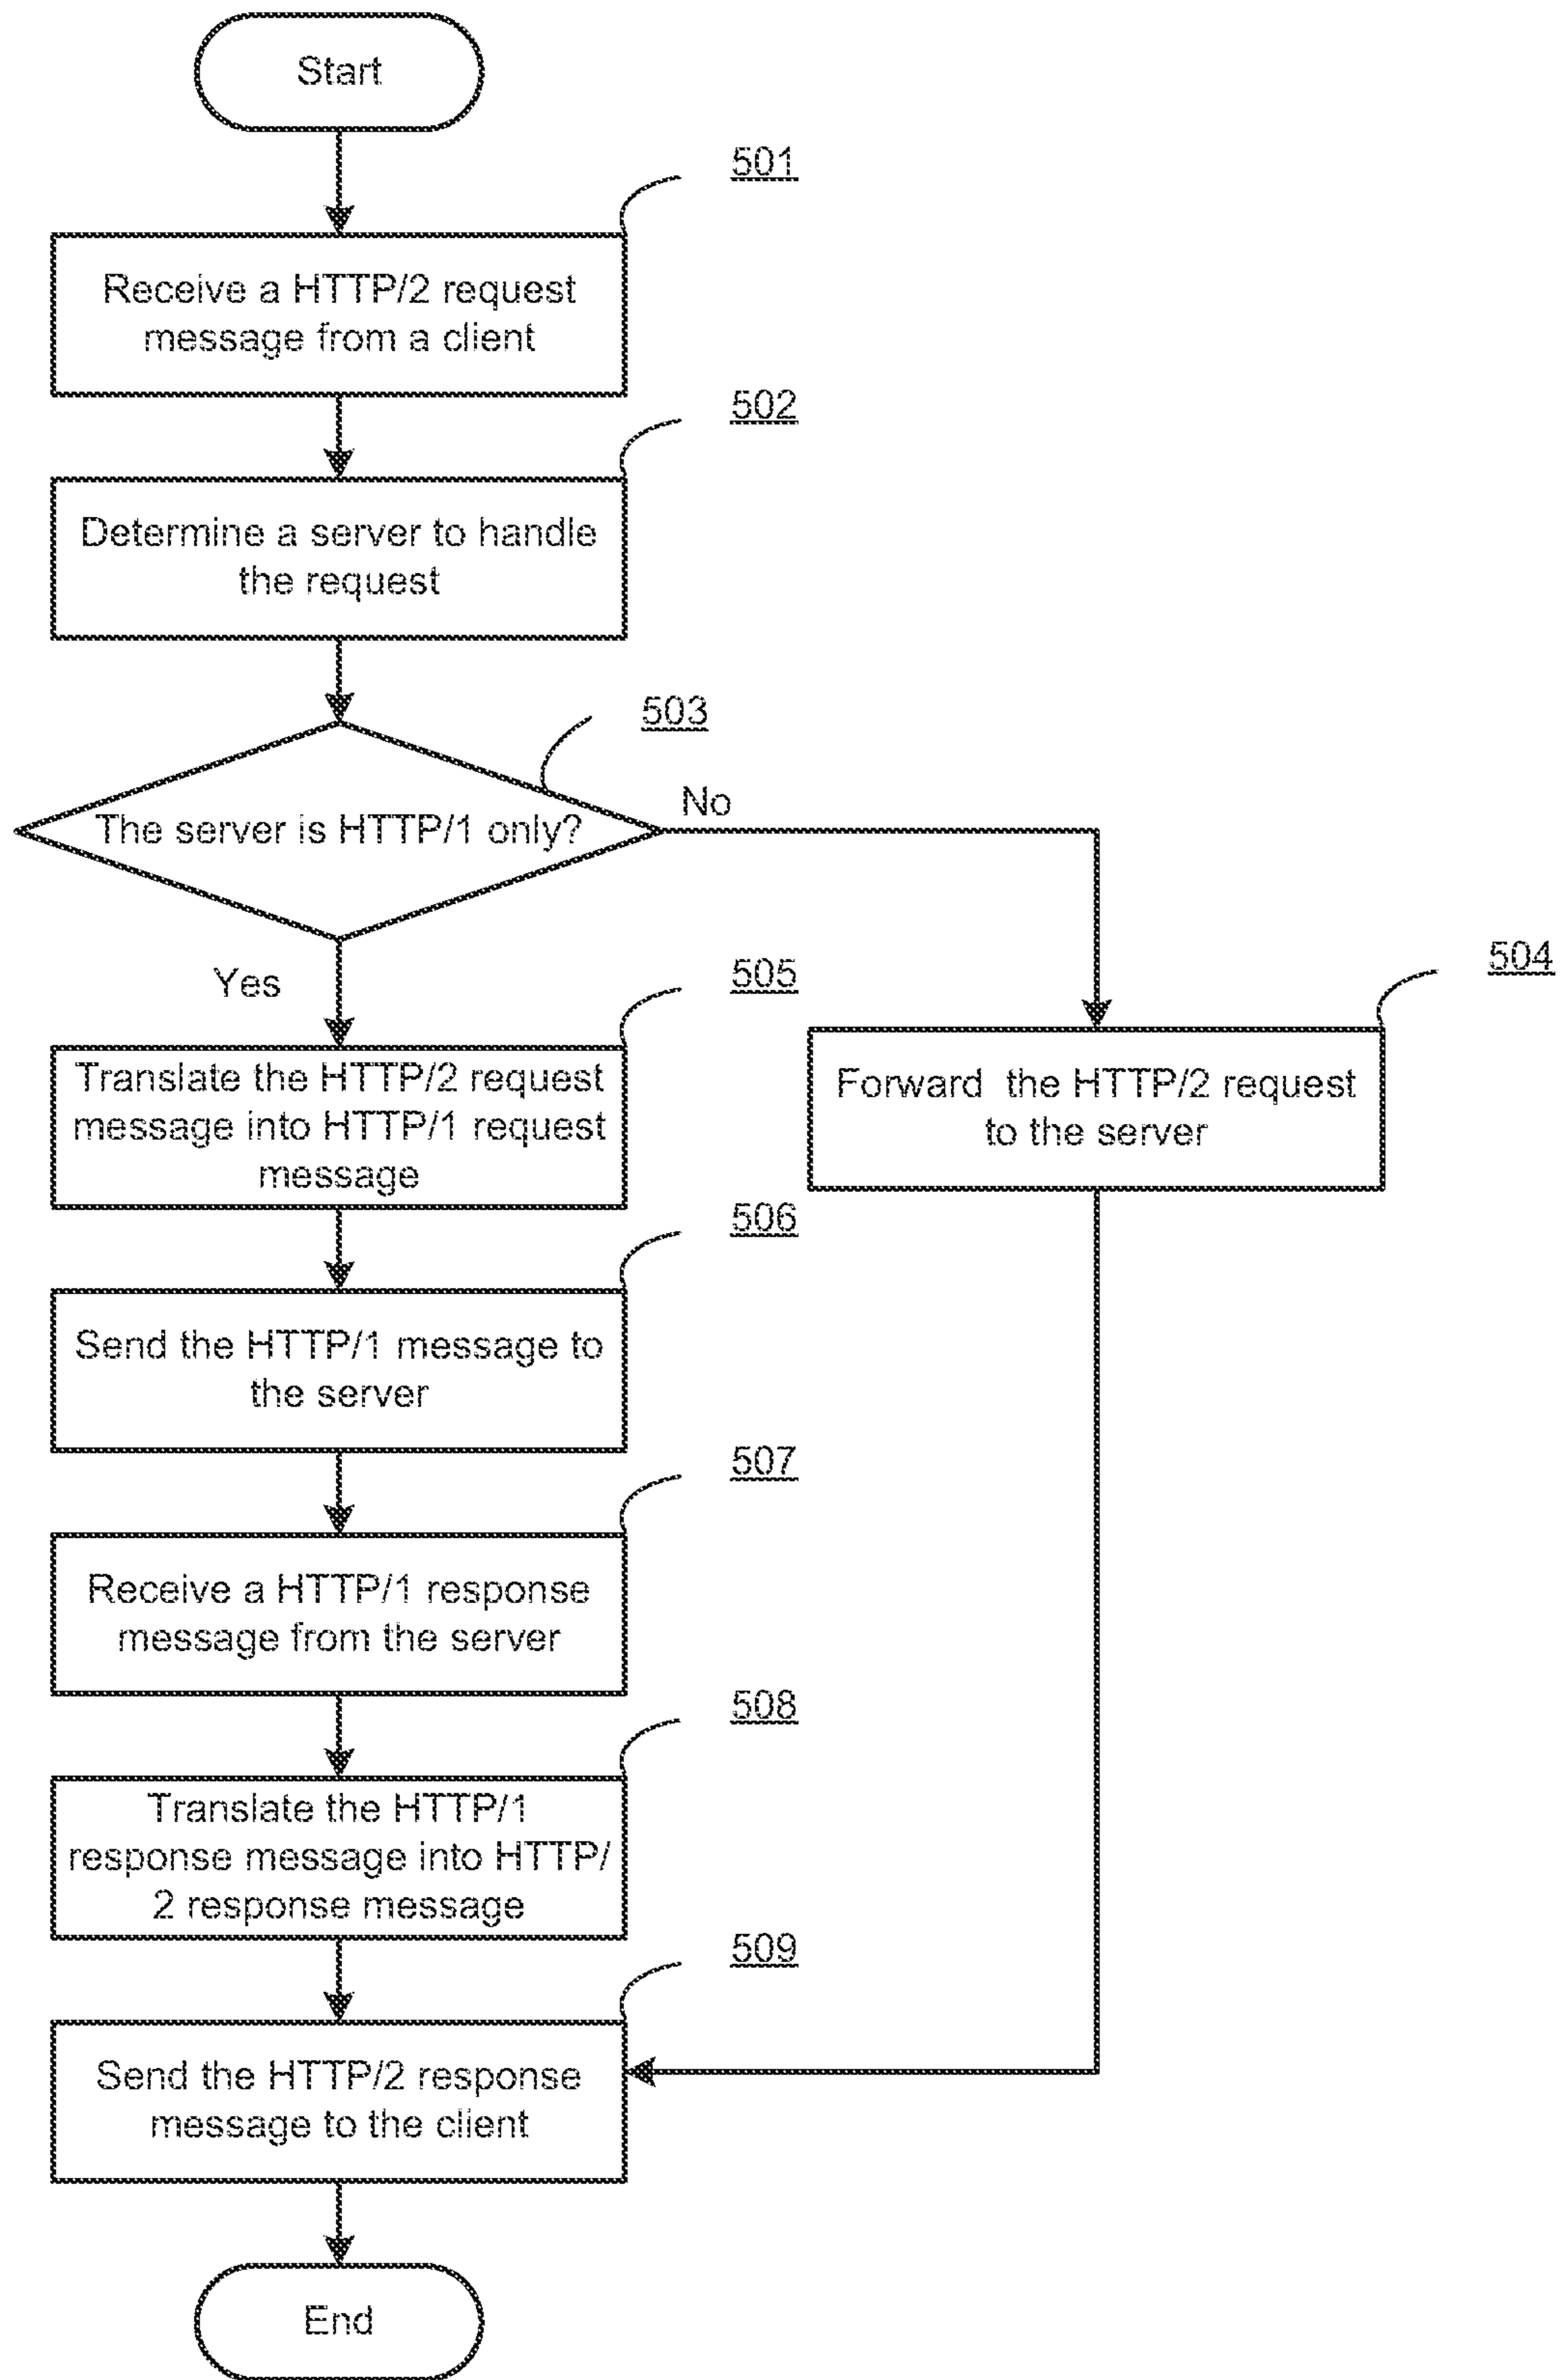 Start
501
Receive a HTTP/2 request
message from a client
502
Determine a server to handle
the request
503
The server is HTTP/1 only?
No
Yes
505
504
Translate the HTTP/2 request
message into HTTP/1 request
message
Forward the HTTP/2 request
to the server
506
Send the HTTP/1 message to
the server
507
Receive a HTTP/1 response
message from the server
508
Translate the HTTP/1
response message into HTTP/
2 response message
509
Send the HTTP/2 response
message to the client
End